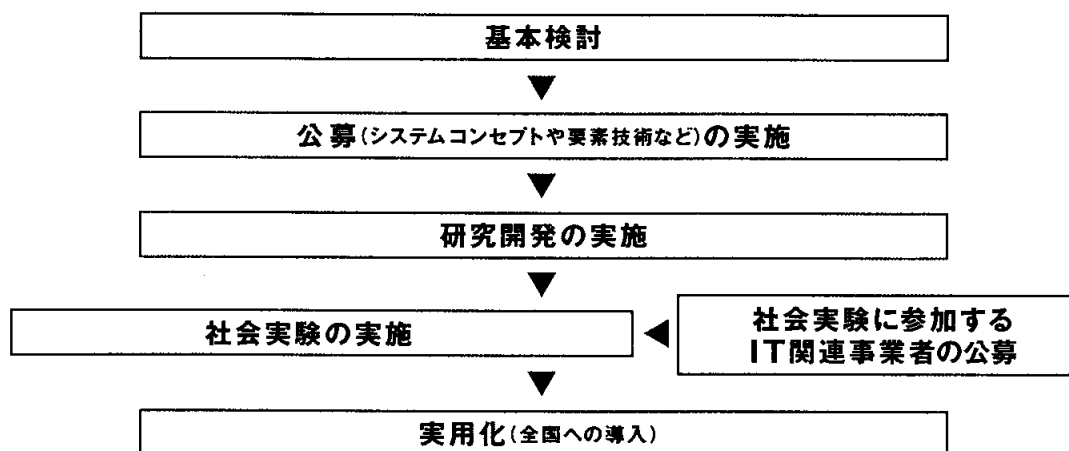 基本検討
公募(システムコンセプトや要素技術など)の実施
研究開発の実施
社会実験の実施
社会実験に参加する
IT関連事業者の公募
実用化(全国への導入)